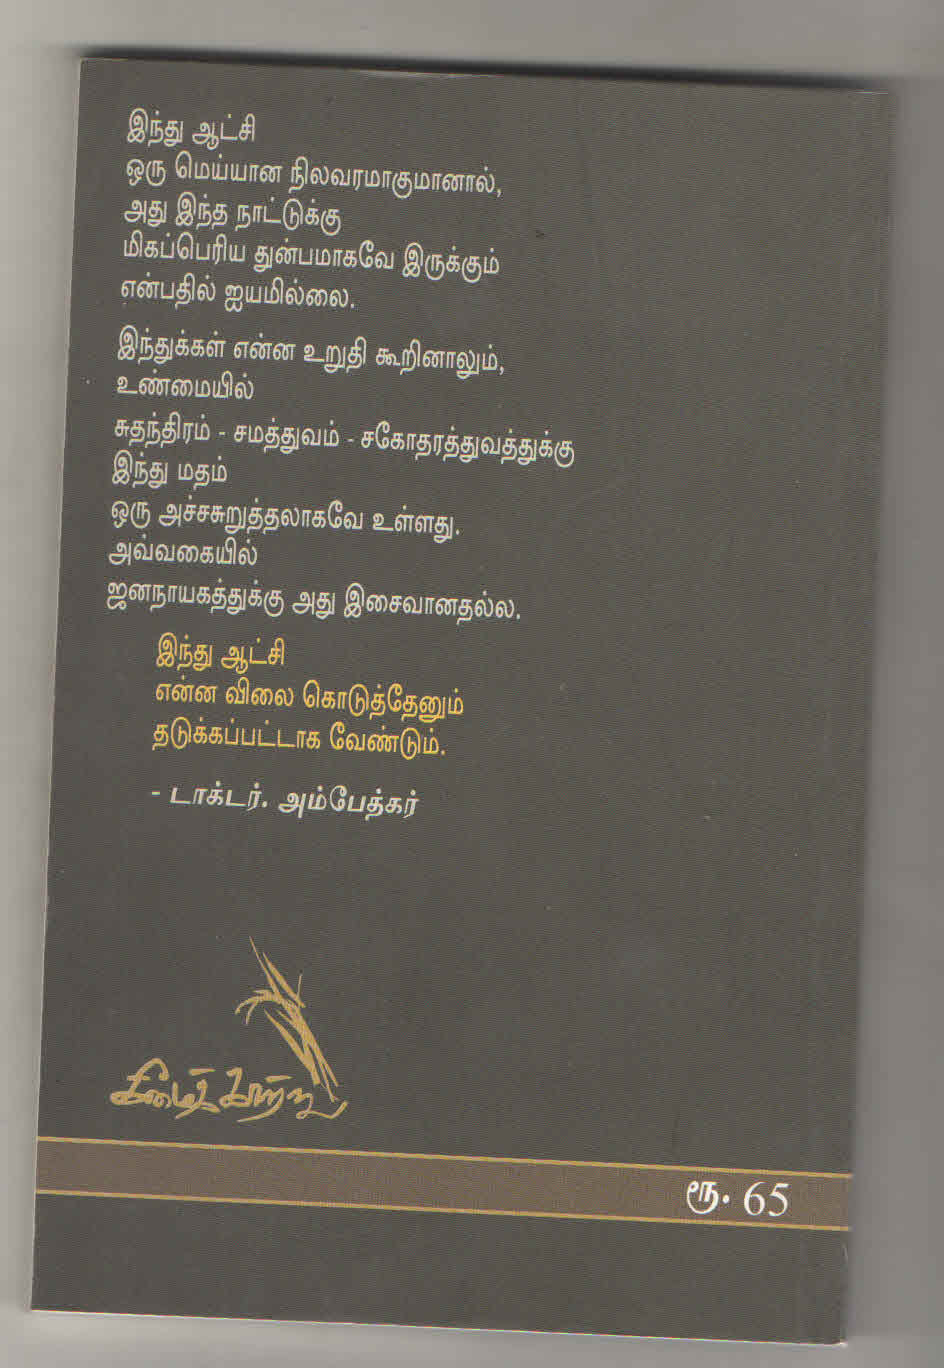 இந்து ஆட்சி
ஒரு மெய்யான நிலவரமாகுமானால்,
அது இந்த நாட்டுக்கு
மிகப்பெரிய துன்பமாகவே இருக்கும்
என்பதில் ஐயமில்லை.
இந்துக்கள் என்ன உறுதி கூறினாலும்,
உண்மையில்
சுதந்திரம் - சமத்துவம் - சகோதரத்துவத்துக்கு
இந்து மதம்
ஒரு அச்சசுறுத்தலாகவே உள்ளது.
அவ்வகையில்
ஜனநாயகத்துக்கு அது இசைவானதல்ல.
இந்து ஆட்சி
என்ன விலை கொடுத்தேனும்
தடுக்கப்பட்டாக வேண்டும்.
- டாக்டர். அம்பேத்கர்
கீழைக்காற்று
ரூ. 65